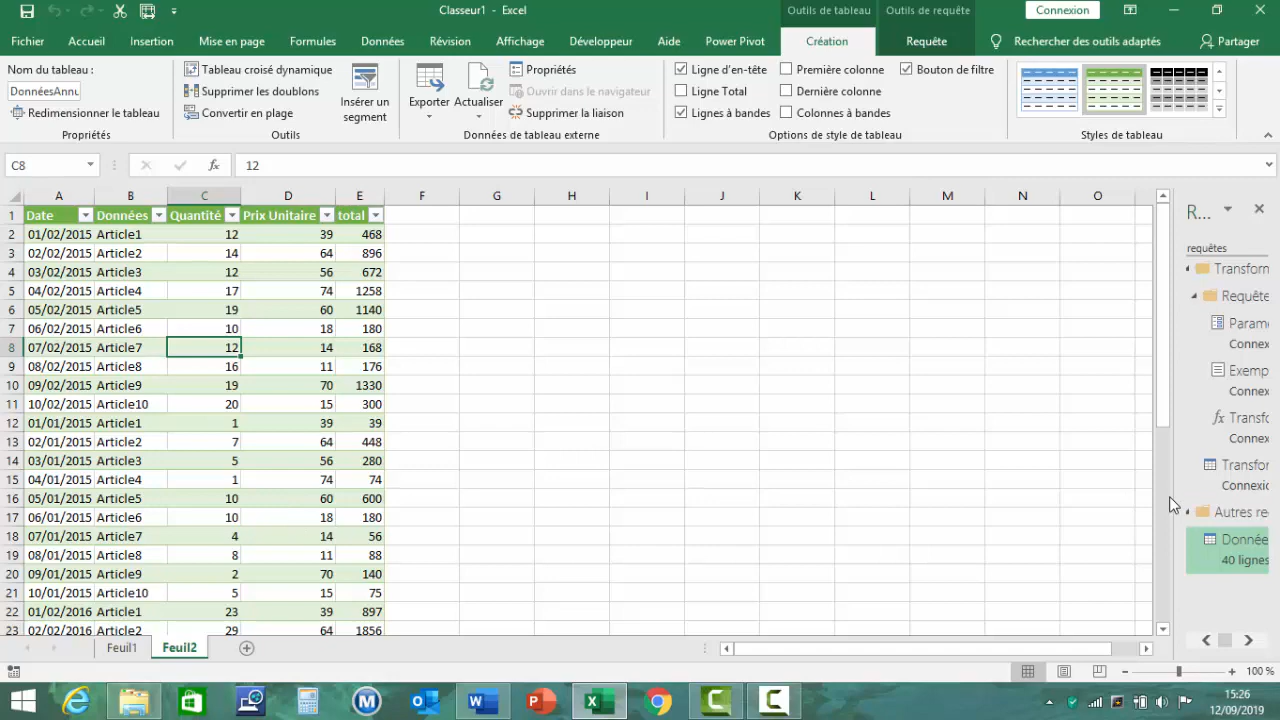 Classeur1 - Excel
Outils de tableau
Outils de requête
Connexion
Fichier Accueil Insertion Mise en page Formules Données Révision Affichage Développeur Aide Power Pivot Création Requête Rechercher des outils adaptés Partager
Nom du tableau :
DonnéesAnnu
Redimensionner le tableau
Propriétés
Tableau croisé dynamique
Supprimer les doublons
Convertir en plage
Insérer un
segment
Outils
Exporter Actualiser
Propriétés
Ouvrir dans le navigateur
Supprimer la liaison
Données de tableau externe
Ligne d'en-tête
Ligne Total
Lignes à bandes
Première colonne
Dernière colonne
Colonnes à bandes
Bouton de filtre
Options de style de tableau
Styles de tableau
C8 fx 12
A B C D E F G H I J K L M N O
1 Date Données Quantité Prix Unitaire total
2 01/02/2015 Article1 12 39 468
3 02/02/2015 Article2 14 64 896
4 03/02/2015 Article3 12 56 672
5 04/02/2015 Article4 17 74 1258
6 05/02/2015 Article5 19 60 1140
7 06/02/2015 Article6 10 18 180
8 07/02/2015 Article7 12 14 168
9 08/02/2015 Article8 16 11 176
10 09/02/2015 Article9 19 70 1330
11 10/02/2015 Article10 20 15 300
12 01/01/2015 Article1 1 39 39
13 02/01/2015 Article2 7 64 448
14 03/01/2015 Article3 5 56 280
15 04/01/2015 Article4 1 74 74
16 05/01/2015 Article5 10 60 600
17 06/01/2015 Article6 10 18 180
18 07/01/2015 Article7 4 14 56
19 08/01/2015 Article8 8 11 88
20 09/01/2015 Article9 2 70 140
21 10/01/2015 Article10 5 15 75
22 01/02/2016 Article1 23 39 897
23 02/02/2016 Article2 29 64 1856
R...
requêtes
Transform
Requête
Param
Connex
Exemp
Connex
fx Transfo
Connex
Transfor
Connexio
Autres re
Donnée
40 lignes
Feuil1 Feuil2
100 %
15:26
12/09/2019